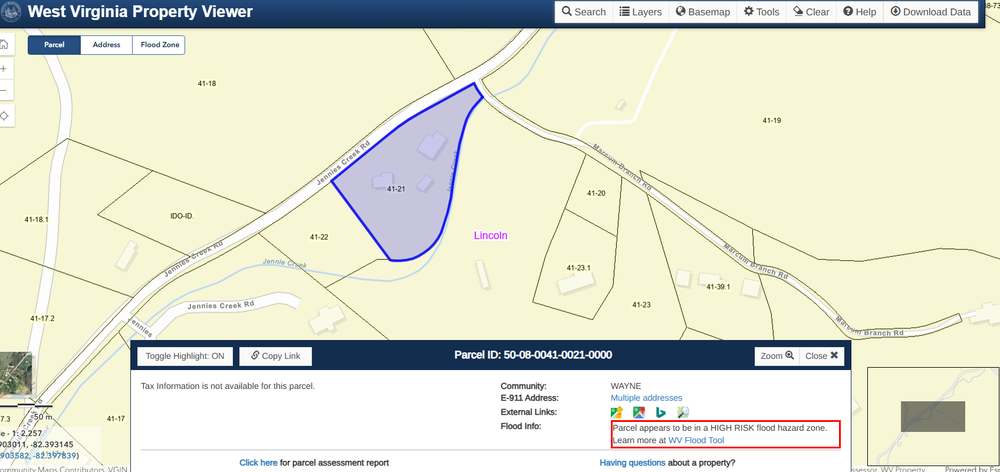 West Virginia Property Viewer
Search
Layers
Basemap
Tools
Clear
Help
Download Data
8-73
Parcel
Address
Flood Zone
41-18
41-19
Jennies Creek Rd
Marcum Branch Rd
Jennie Creek
41-21
41-20
IDO-ID.
41-18.1
41-22
Lincoln
Jennies Creek Rd
Marcum Branch Rd
Jennie Creek
41-23.1
41-39.1
41-23
Jennies Creek Rd
41-17.2
Jennies
Marcum Branch Rd
Toggle Highlight: ON
Copy Link
Parcel ID: 50-08-0041-0021-0000
Zoom
Close
Tax Information is not available for this parcel.
Community:
WAYNE
E-911 Address:
Multiple addresses
External Links:
Flood Info:
Parcel appears to be in a HIGH RISK flood hazard zone.
Learn more at WV Flood Tool
Click here for parcel assessment report
Having questions about a property?
7.3
50 m
41-17
le - 1: 2,257
903011, -82.393145
903582, -82.397839)
ommunity Maps Contributors, VGIN
ssessor, WV Property
Powered by Esri